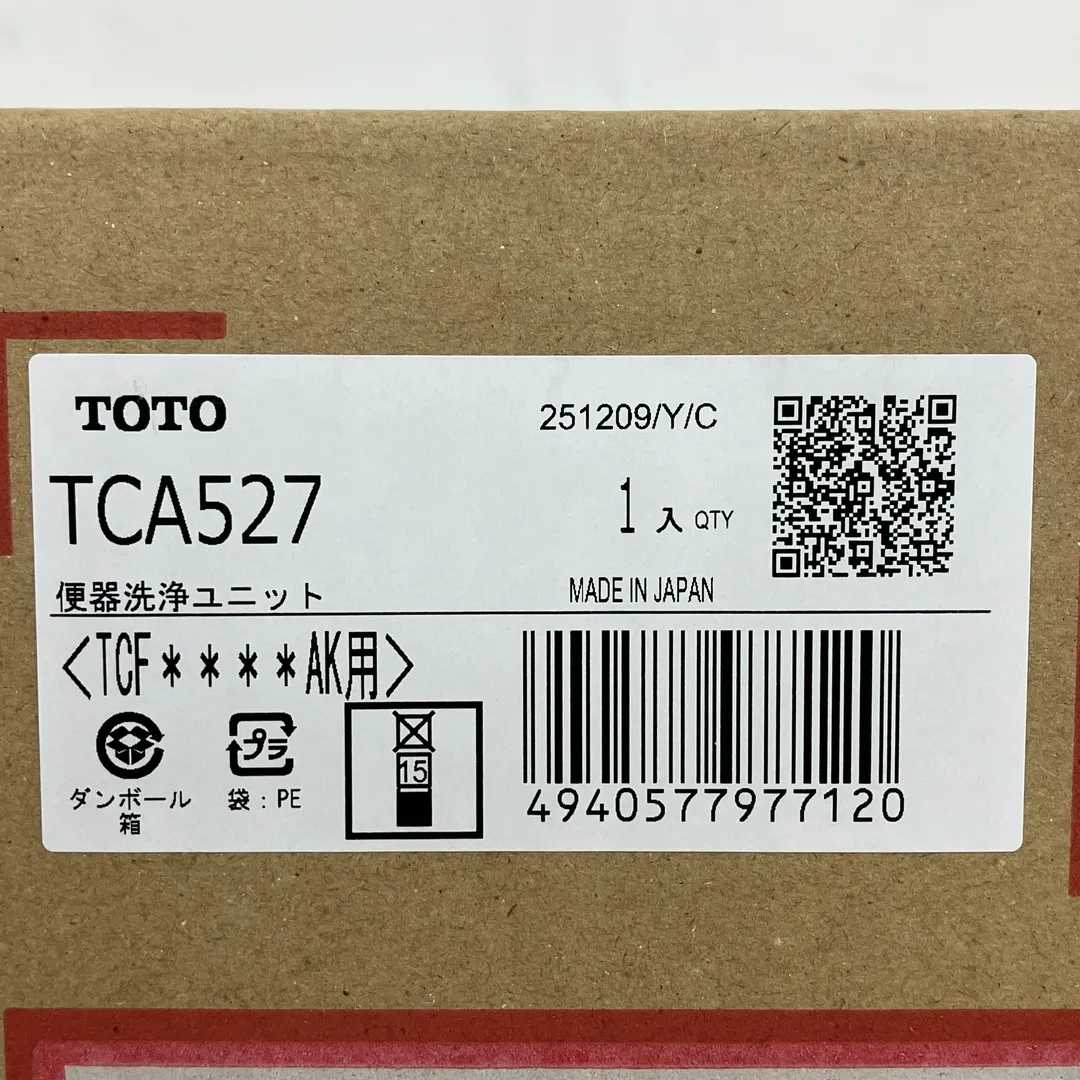 TOTO
251209/Y/C
TCA527
1入 QTY
便器洗浄ユニット
MADE IN JAPAN
〈TCF****AK用〉
プラ
15
ダンボール
箱
袋:PE
4940577977120